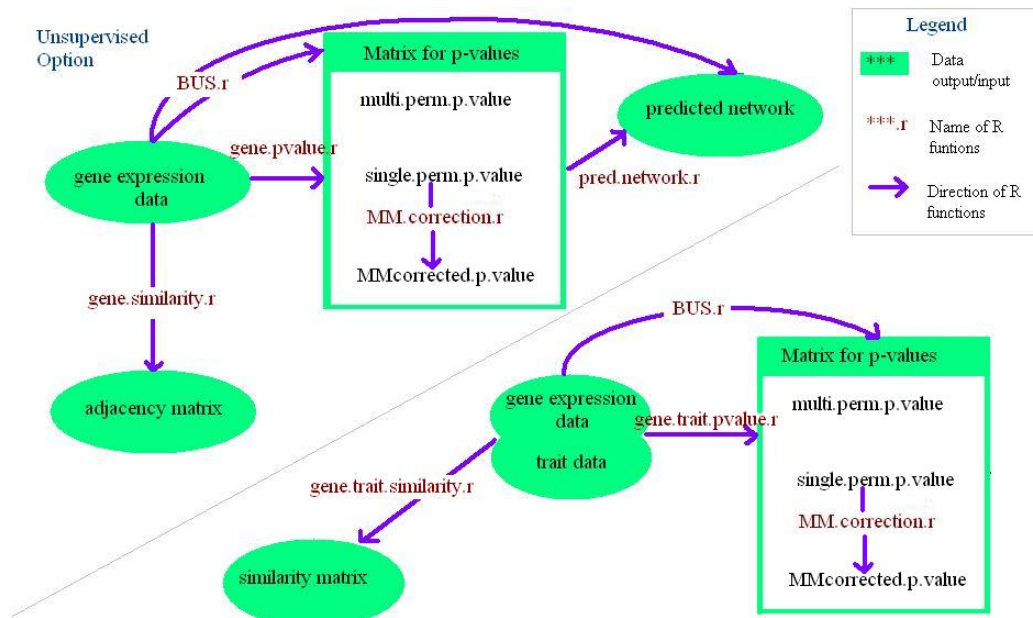 Unsupervised
Option
BUS.r
Matrix for p-values
multi.perm.p.value
gene.pvalue.r
gene expression
data
single.perm.p.value
MM.correction.r
MMcorrected.p.value
predicted network
pred.network.r
gene.similarity.r
adjacency matrix
Legend
***
Data
output/input
***.r
Name of R
funtions
Direction of R
functions
BUS.r
Matrix for p-values
gene expression
data
trait data
gene.trait.pvalue.r
multi.perm.p.value
gene.trait.similarity.r
single.perm.p.value
MM.correction.r
MMcorrected.p.value
similarity matrix